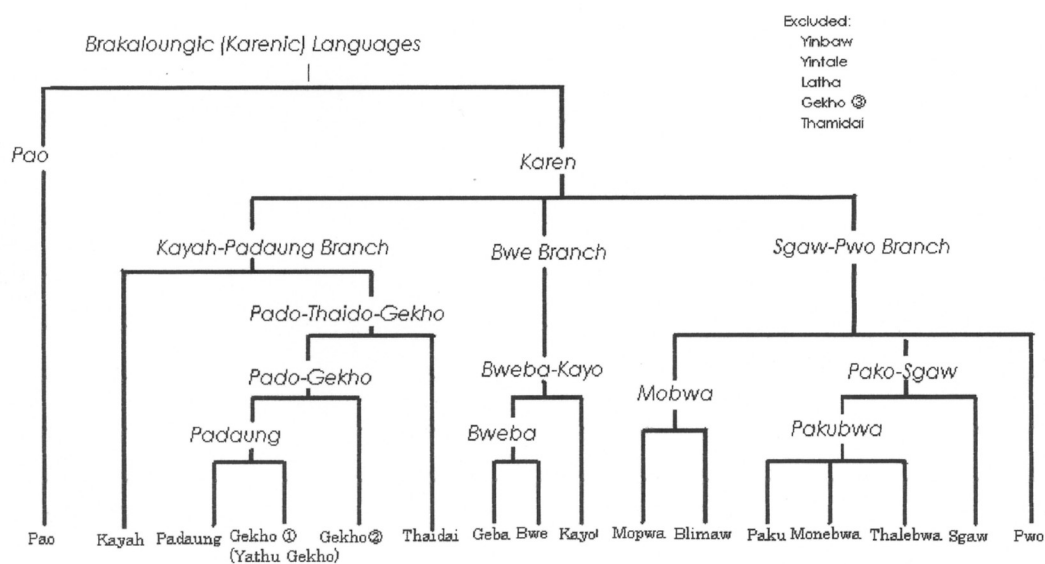 Brakaloungic (Karenic) Languages
Excluded:
Yinbaw
Yintale
Latha
Gekho ③
Thamidai
Pao
Karen
Kayah-Padaung Branch
Bwe Branch
Sgaw-Pwo Branch
Pado-Thaido-Gekho
Pado-Gekho
Bweba-Kayo
Mobwa
Pako-Sgaw
Padaung
Bweba
Pakubwa
Pao
Kayah
Padaung
Gekho ①
(Yathu Gekho)
Gekho②
Thaidai
Geba
Bwe
Kayo
Mopwa
Blimaw
Paku
Monebwa
Thalebwa
Sgaw
Pwo